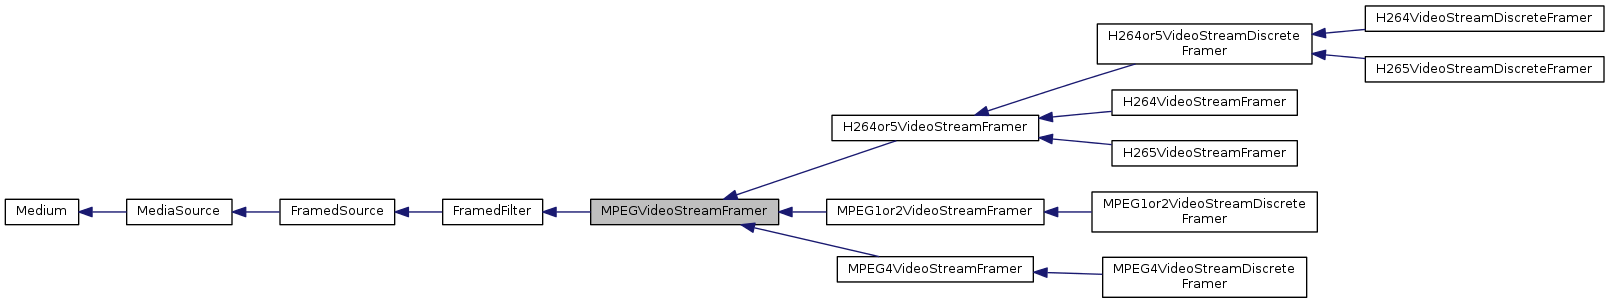 Medium
MediaSource
FramedSource
FramedFilter
MPEGVideoStreamFramer
H264or5VideoStreamFramer
H264or5VideoStreamDiscrete
Framer
H264VideoStreamDiscreteFramer
H265VideoStreamDiscreteFramer
H264VideoStreamFramer
H265VideoStreamFramer
MPEG1or2VideoStreamFramer
MPEG1or2VideoStreamDiscrete
Framer
MPEG4VideoStreamFramer
MPEG4VideoStreamDiscrete
Framer